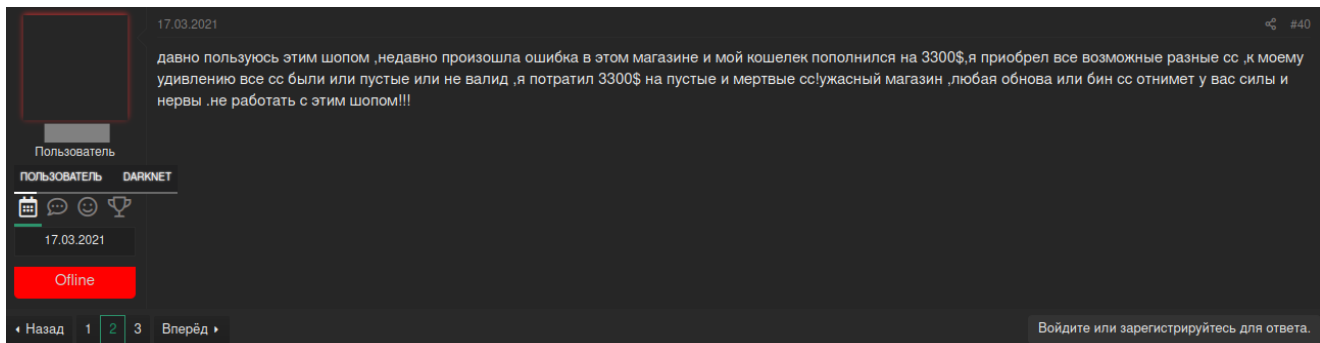 17.03.2021
#40
давно пользуюсь этим шопом ,недавно произошла ошибка в этом магазине и мой кошелек пополнился на 3300$,я приобрел все возможные разные сс ,к моему
удивлению все сс были или пустые или не валид ,я потратил 3300$ на пустые и мертвые сс!ужасный магазин ,любая обнова или бин сс отнимет у вас силы и
нервы .не работать с этим шопом!!!
Пользователь
ПОЛЬЗОВАТЕЛЬ DARKNET
17.03.2021
Ofline
Назад 1 2 3 Вперёд
Войдите или зарегистрируйтесь для ответа.